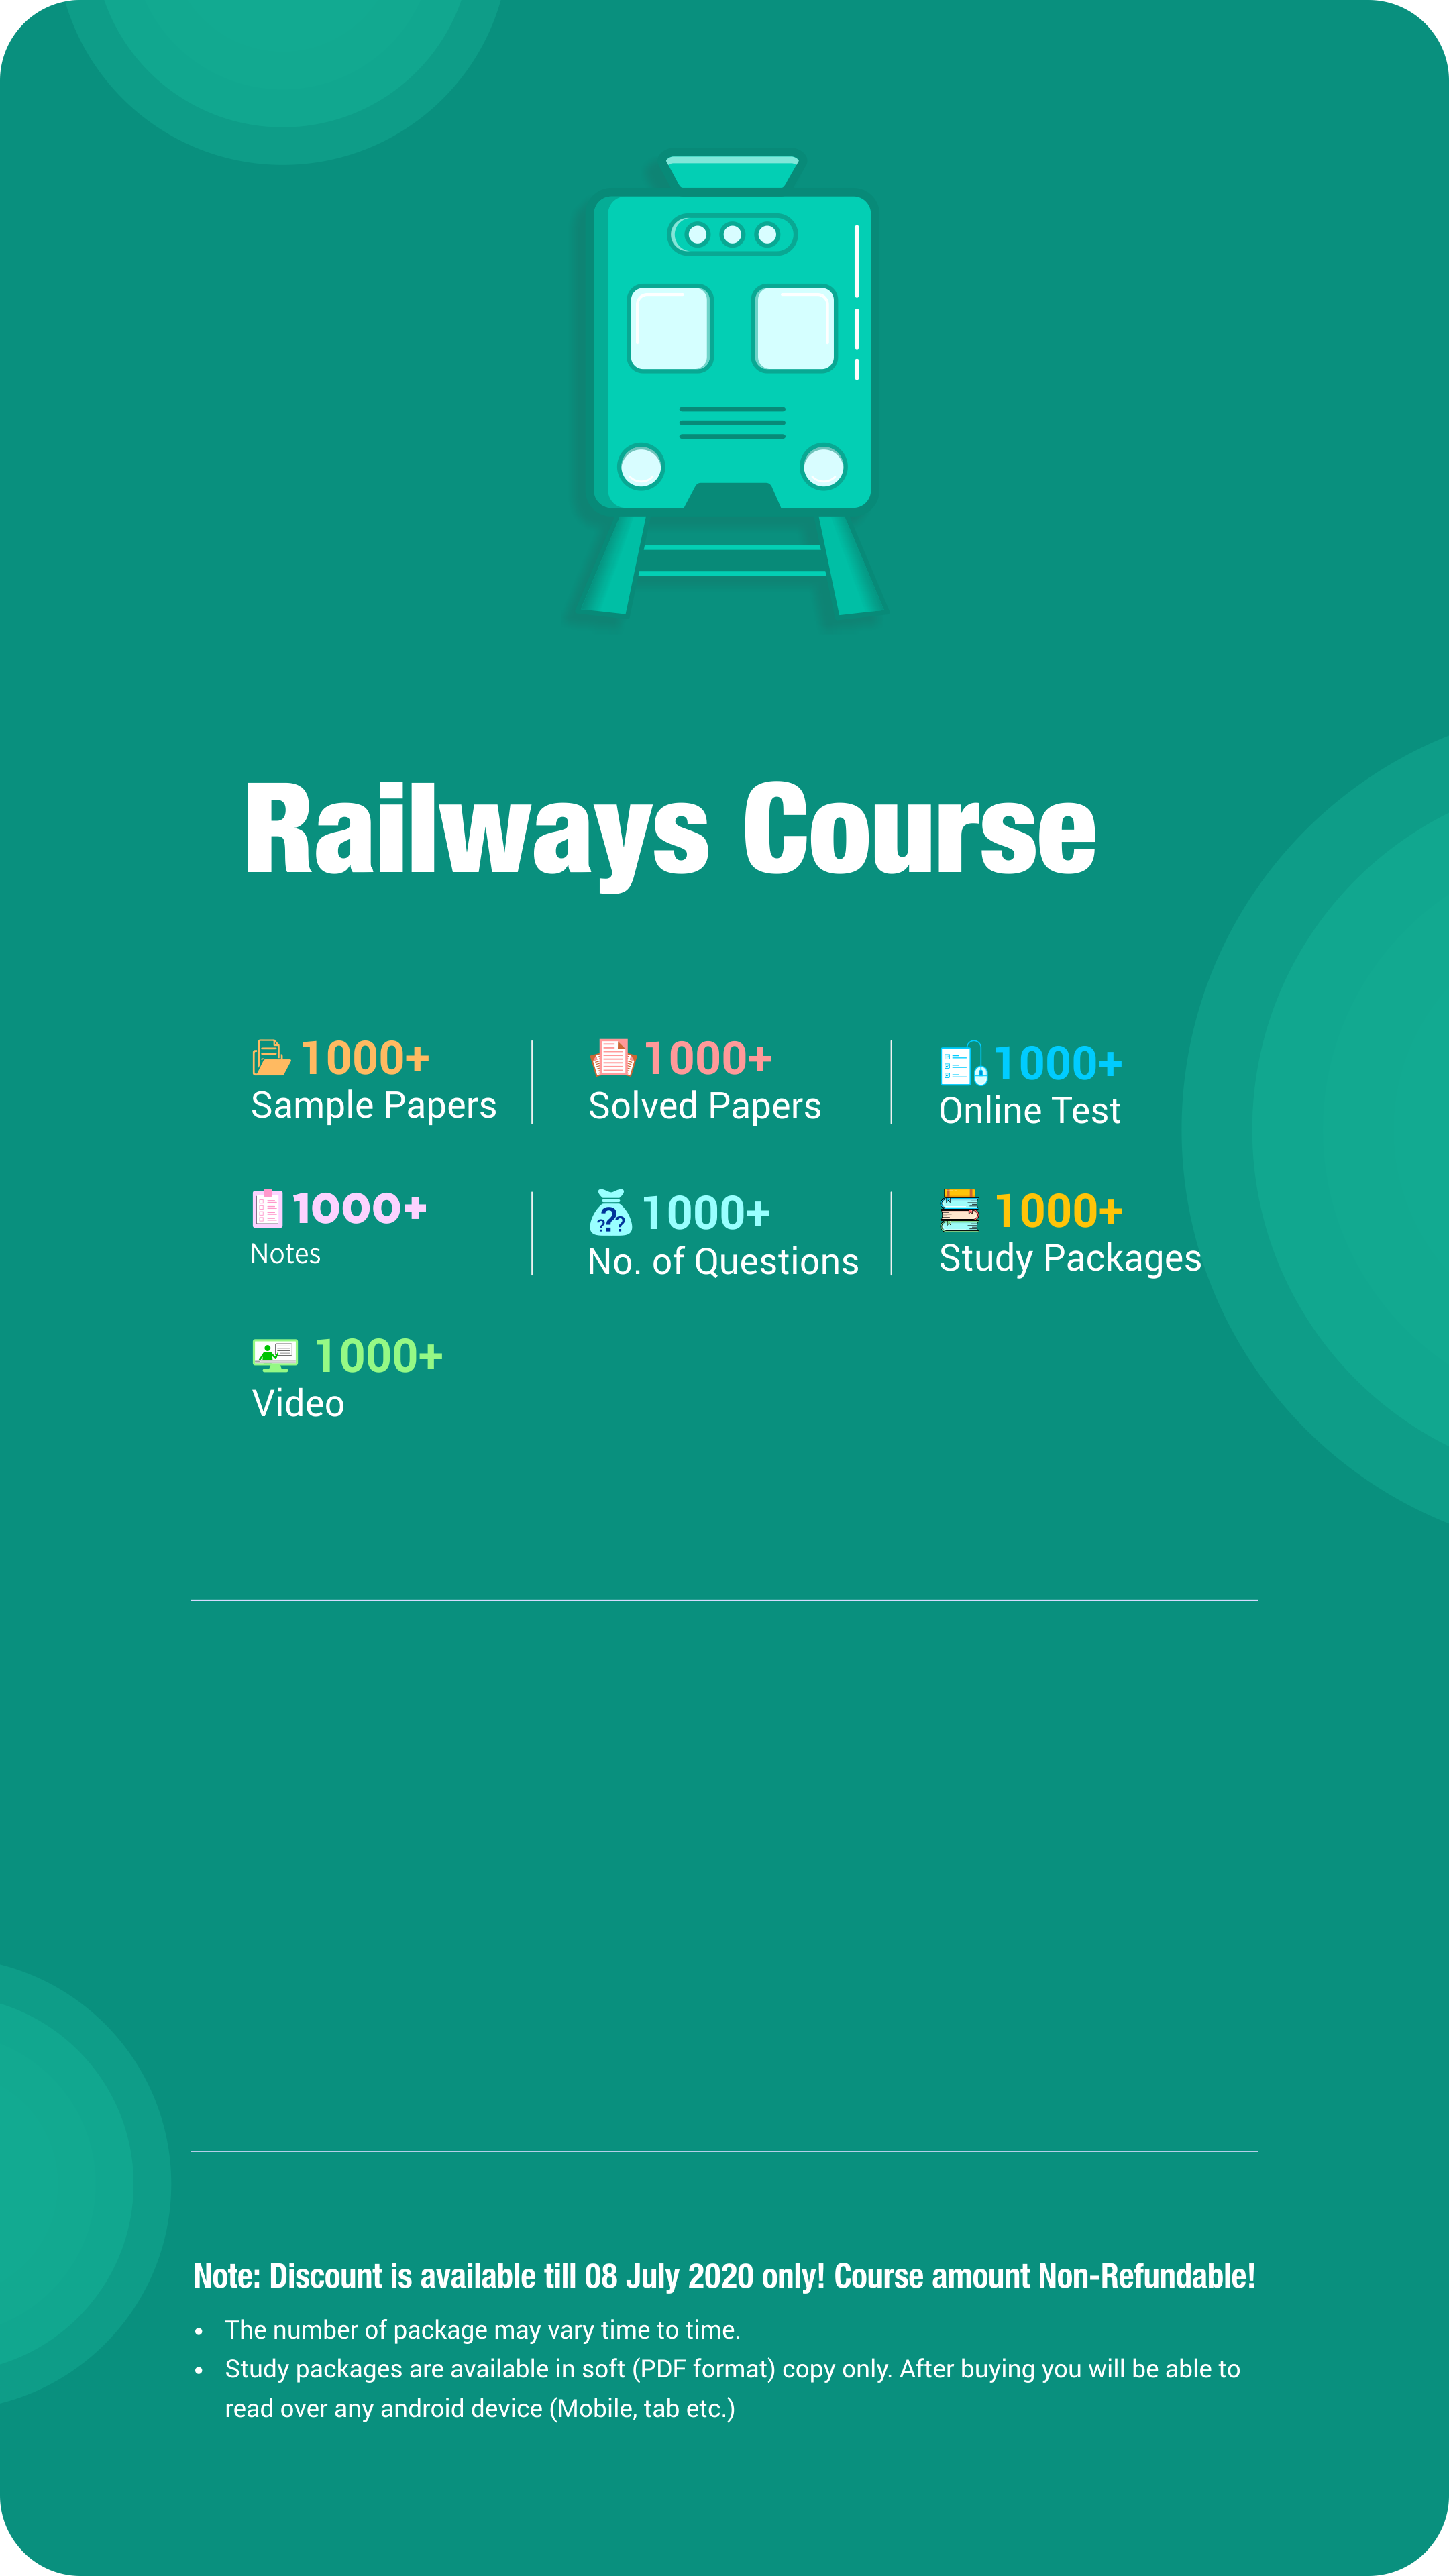 Railways Course
1000+ 1000+ 1000+
Sample Papers Solved Papers Online Test
1000+ 1000+ 1000+
Notes No. of Questions Study Packages
1000+
Video
Note: Discount is available till 08 July 2020 only! Course amount Non-Refundable!
• The number of package may vary time to time.
• Study packages are available in soft (PDF format) copy only. After buying you will be able to
read over any android device (Mobile, tab etc.)